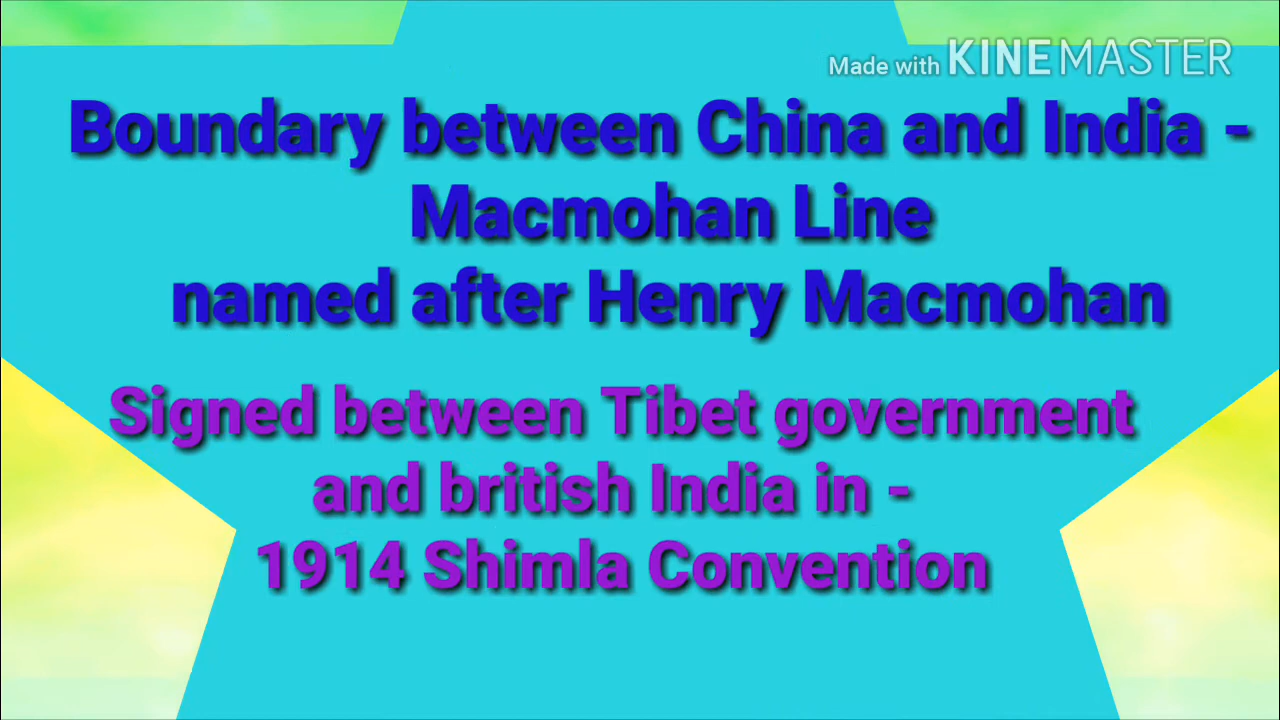 Made with KINEMASTER
Boundary between China and India -
Macmohan Line
named after Henry Macmohan
Signed between Tibet government
and british India in -
1914 Shimla Convention